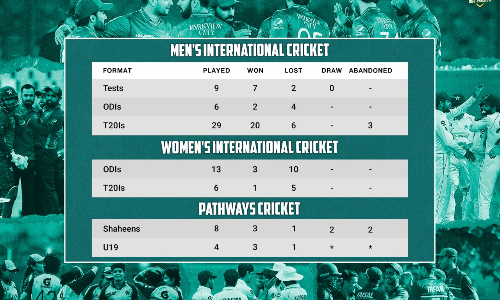 MEN'S INTERNATIONAL CRICKET
FORMAT PLAYED WON LOST DRAW ABANDONED
Tests 9 7 2 0 -
ODIs 6 2 4 - -
T20Is 29 20 6 - 3
WOMEN'S INTERNATIONAL CRICKET
ODIs 13 3 10 - -
T20Is 6 1 5 - -
PATHWAYS CRICKET
Shaheens 8 3 1 2 2
U19 4 3 1 * *